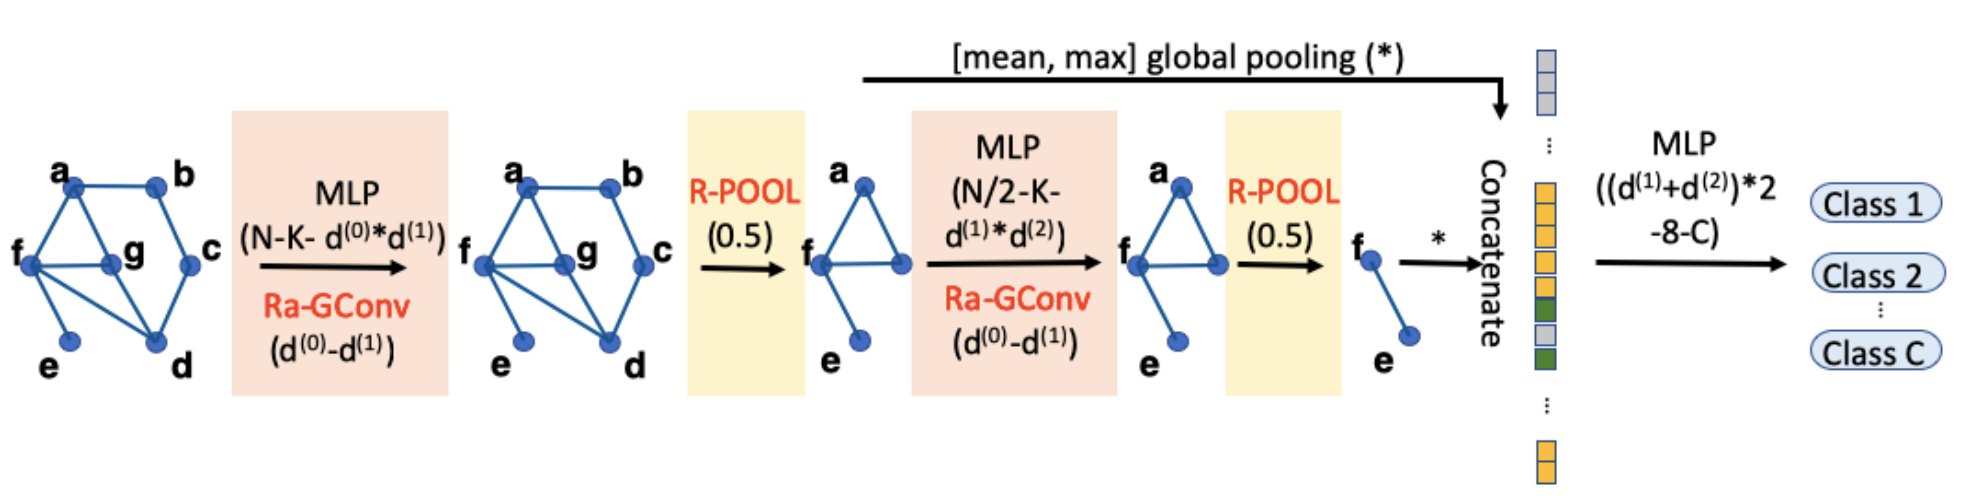 [mean, max] global pooling (*)
a
b
f
g
c
e
d
MLP
(N-K- d⁽⁰⁾*d⁽¹⁾)
Ra-GConv
(d⁽⁰⁾-d⁽¹⁾)
a
b
f
g
c
e
d
R-POOL
(0.5)
a
f
e
MLP
(N/2-K-
d⁽¹⁾*d⁽²⁾)
Ra-GConv
(d⁽⁰⁾-d⁽¹⁾)
a
f
e
R-POOL
(0.5)
f
e
*
Concatenate
...
...
MLP
((d⁽¹⁾+d⁽²⁾)*2
-8-C)
Class 1
Class 2
...
Class C